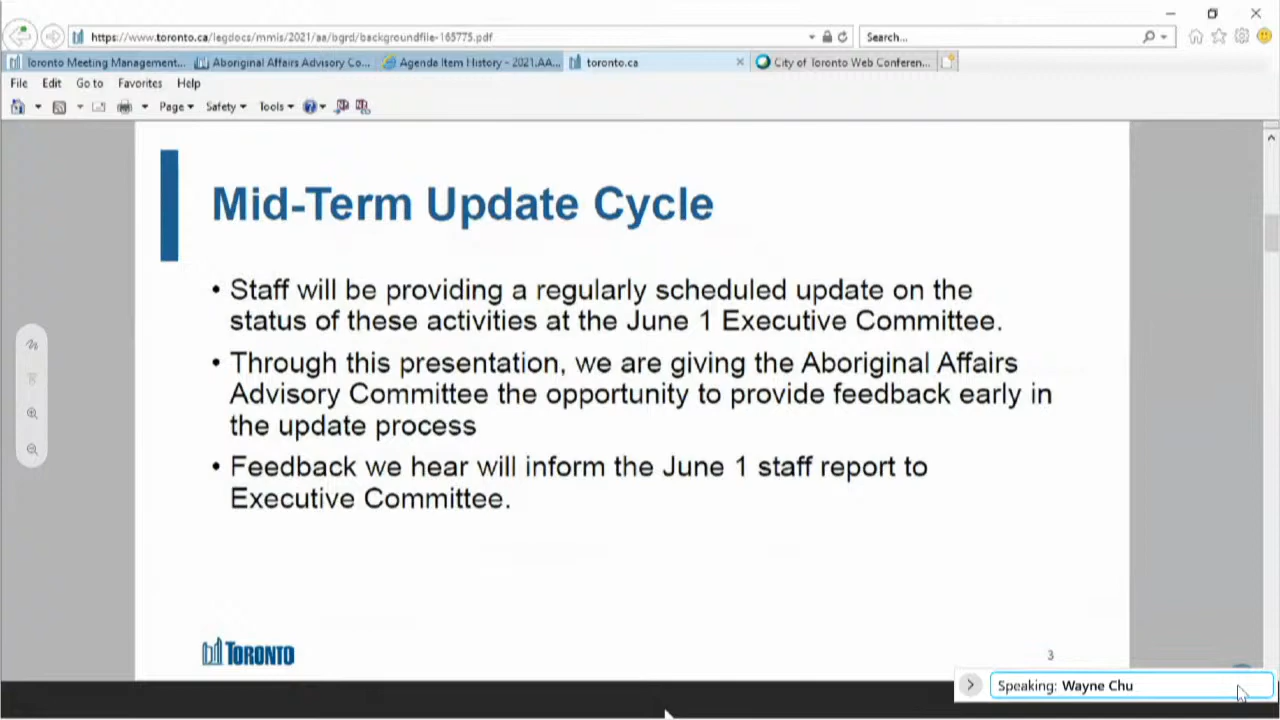 https://www.toronto.ca/legdocs/mmis/2021/aa/bgrd/backgroundfile-165775.pdf
Search...
Toronto Meeting Management...
Aboriginal Affairs Advisory Co...
Agenda Item History - 2021.AA...
toronto.ca
City of Toronto Web Conferen...
File Edit Go to Favorites Help
Page Safety Tools
Mid-Term Update Cycle
• Staff will be providing a regularly scheduled update on the
status of these activities at the June 1 Executive Committee.
• Through this presentation, we are giving the Aboriginal Affairs
Advisory Committee the opportunity to provide feedback early in
the update process
• Feedback we hear will inform the June 1 staff report to
Executive Committee.
TORONTO
3
Speaking: Wayne Chu